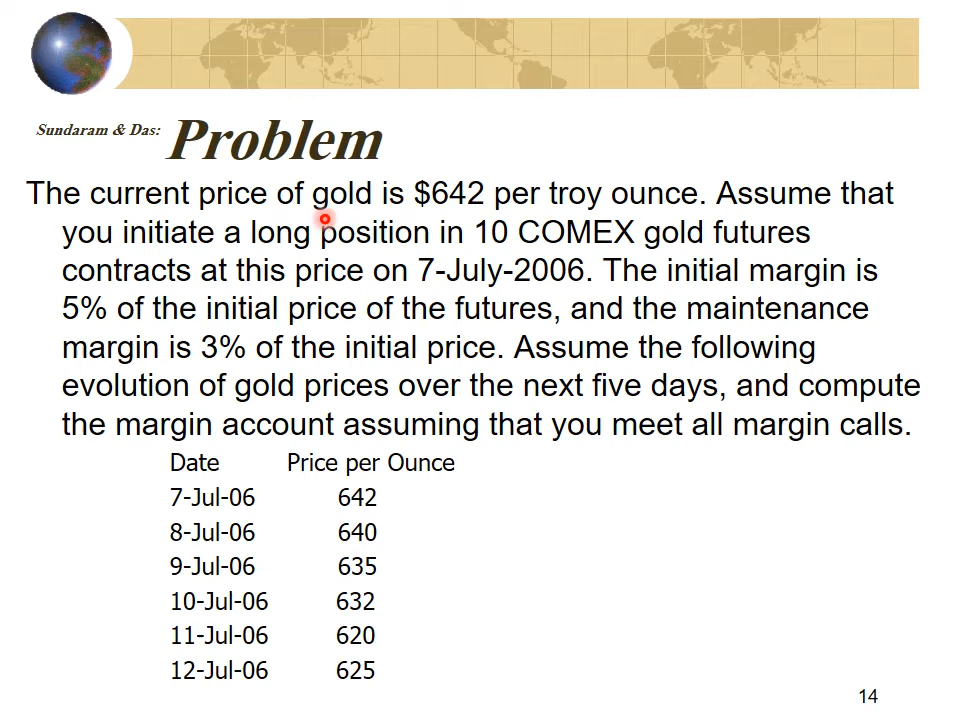 Sundaram & Das: Problem
The current price of gold is $642 per troy ounce. Assume that
you initiate a long position in 10 COMEX gold futures
contracts at this price on 7-July-2006. The initial margin is
5% of the initial price of the futures, and the maintenance
margin is 3% of the initial price. Assume the following
evolution of gold prices over the next five days, and compute
the margin account assuming that you meet all margin calls.
Date Price per Ounce
7-Jul-06 642
8-Jul-06 640
9-Jul-06 635
10-Jul-06 632
11-Jul-06 620
12-Jul-06 625
14